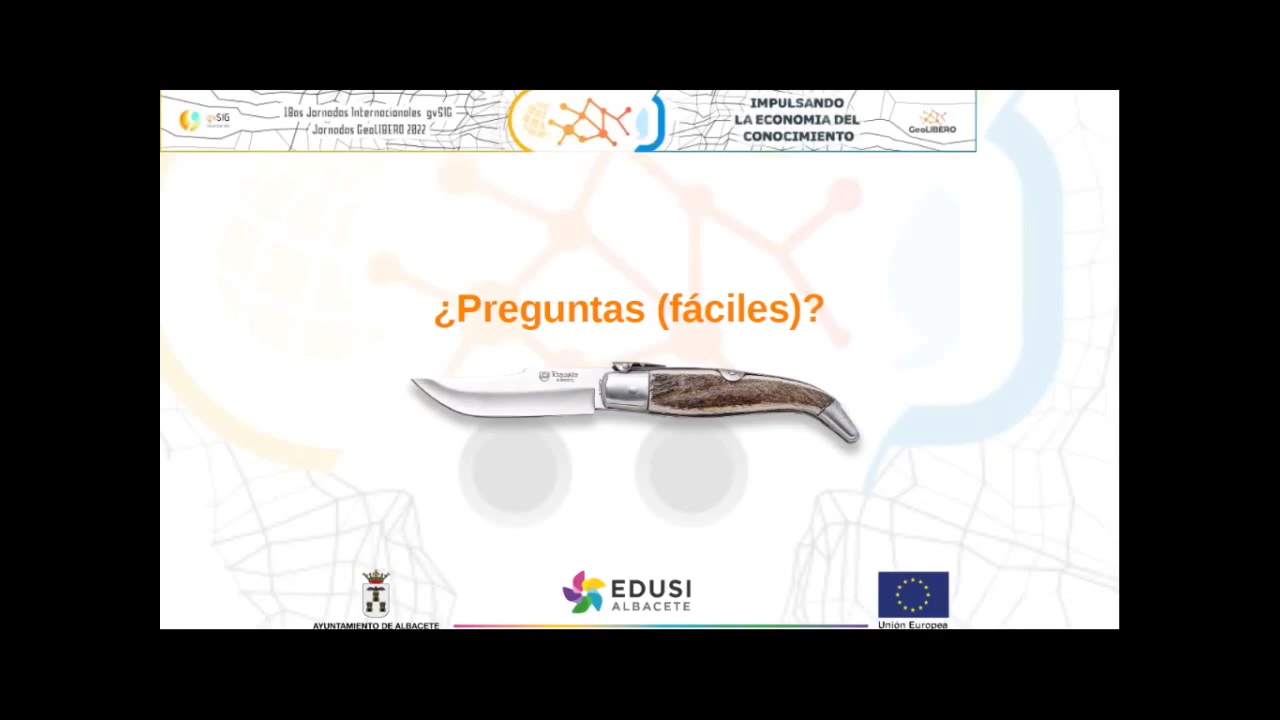 gvSIG
18as Jornadas Internacionales gvSIG
Jornadas GeoLIBERO 2022
IMPULSANDO
LA ECONOMIA DEL
CONOCIMIENTO
GeoLIBERO
¿Preguntas (fáciles)?
EDUSI
ALBACETE
AYUNTAMIENTO DE ALBACETE
Unión Europea